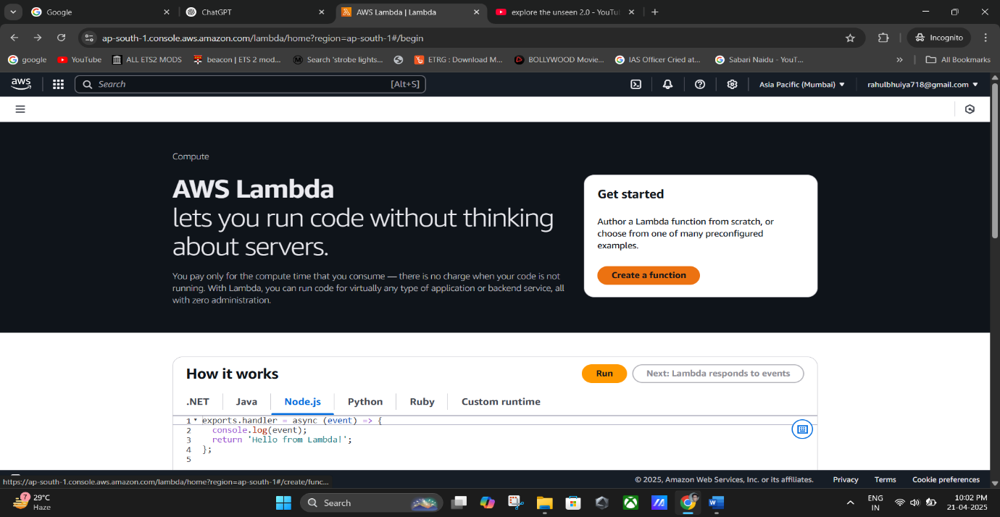 Google
ChatGPT
AWS Lambda | Lambda
explore the unseen 2.0 - YouTu
ap-south-1.console.aws.amazon.com/lambda/home?region=ap-south-1#/begin
Incognito
google
YouTube
ALL ETS2 MODS
beacon | ETS 2 mod...
Search 'strobe lights...
ETRG : Download M...
BOLLYWOOD Movie...
IAS Officer Cried at...
Sabari Naidu - YouT...
All Bookmarks
aws
Search
[Alt+S]
Asia Pacific (Mumbai)
rahulbhuiya718@gmail.com
Compute
AWS Lambda
lets you run code without thinking
about servers.
You pay only for the compute time that you consume — there is no charge when your code is not
running. With Lambda, you can run code for virtually any type of application or backend service, all
with zero administration.
Get started
Author a Lambda function from scratch, or
choose from one of many preconfigured
examples.
Create a function
How it works
Run
Next: Lambda responds to events
.NET
Java
Node.js
Python
Ruby
Custom runtime
1 exports.handler = async (event) => {
2 console.log(event);
3 return 'Hello from Lambda!';
4 };
5
https://ap-south-1.console.aws.amazon.com/lambda/home?region=ap-south-1#/create/func...
© 2025, Amazon Web Services, Inc. or its affiliates.
Privacy
Terms
Cookie preferences
7
29°C
Haze
Search
ENG
IN
10:02 PM
21-04-2025